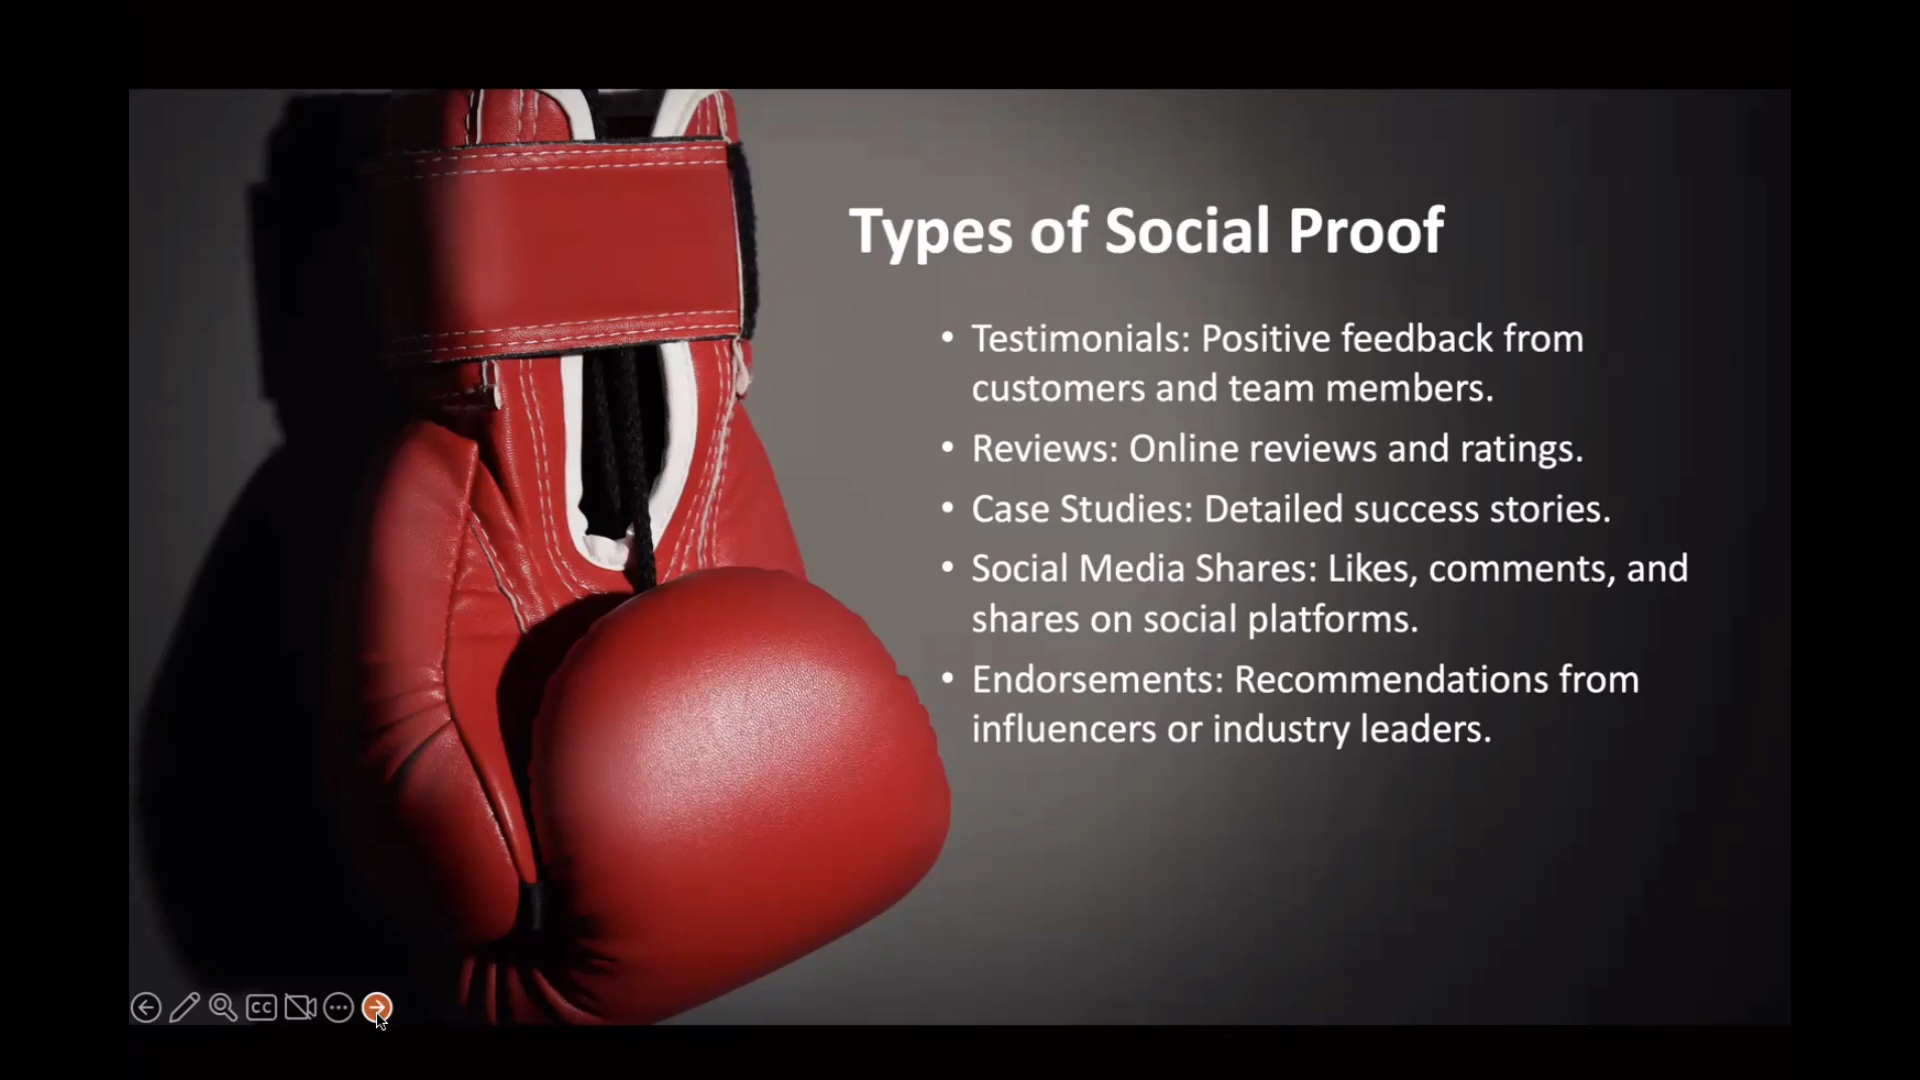 Types of Social Proof
• Testimonials: Positive feedback from
customers and team members.
• Reviews: Online reviews and ratings.
• Case Studies: Detailed success stories.
• Social Media Shares: Likes, comments, and
shares on social platforms.
• Endorsements: Recommendations from
influencers or industry leaders.
CC